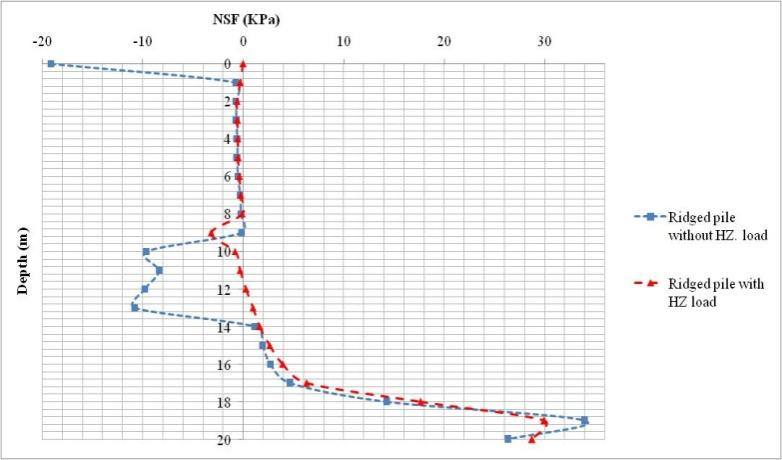 NSF (KPa)
-20 -10 0 10 20 30
0
2
4
6
8
10
12
14
16
18
20
Depth (m)
Ridged pile
without HZ. load
Ridged pile with
HZ load